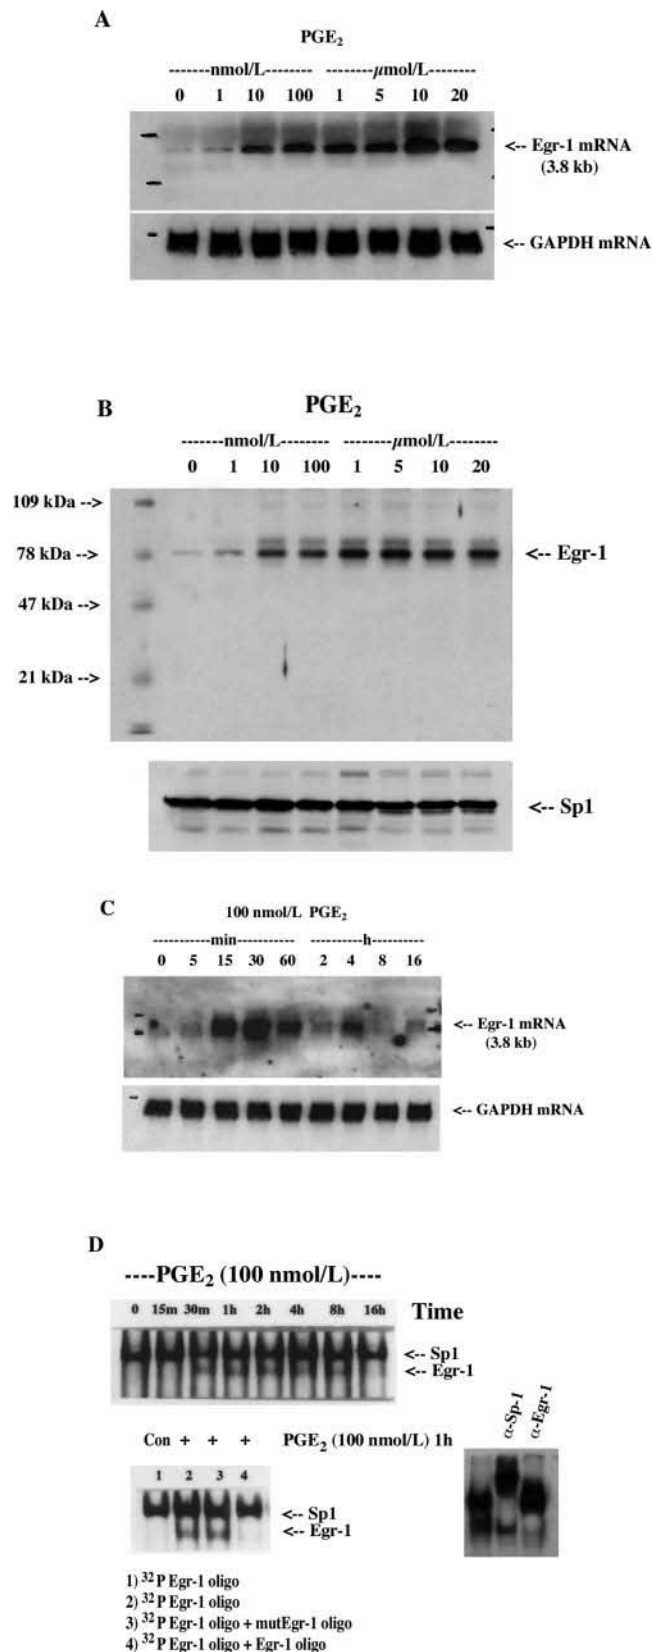 A
PGE₂
-------nmol/L-------- --------µmol/L--------
0 1 10 100 1 5 10 20
<-- Egr-1 mRNA
(3.8 kb)
<-- GAPDH mRNA
B
PGE₂
-------nmol/L-------- --------µmol/L--------
0 1 10 100 1 5 10 20
109 kDa -->
78 kDa -->
<-- Egr-1
47 kDa -->
21 kDa -->
<-- Sp1
C
100 nmol/L PGE₂
-----------min----------- ----------h----------
0 5 15 30 60 2 4 8 16
<-- Egr-1 mRNA
(3.8 kb)
<-- GAPDH mRNA
D
----PGE₂ (100 nmol/L)----
0 15m 30m 1h 2h 4h 8h 16h Time
<-- Sp1
<-- Egr-1
α-Sp-1
α-Egr-1
Con + + + PGE₂ (100 nmol/L) 1h
1 2 3 4
<-- Sp1
<-- Egr-1
1) ³²P Egr-1 oligo
2) ³²P Egr-1 oligo
3) ³²P Egr-1 oligo + mutEgr-1 oligo
4) ³²P Egr-1 oligo + Egr-1 oligo